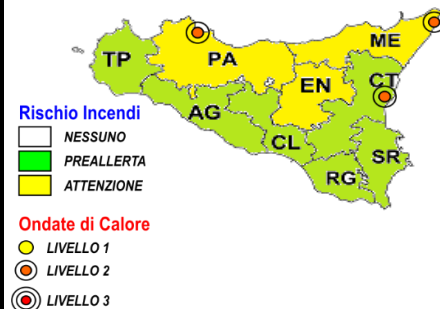 ME
TP
PA
CT
EN
AG
CL
SR
RG
Rischio Incendi
NESSUNO
PREALLERTA
ATTENZIONE
Ondate di Calore
LIVELLO 1
LIVELLO 2
LIVELLO 3